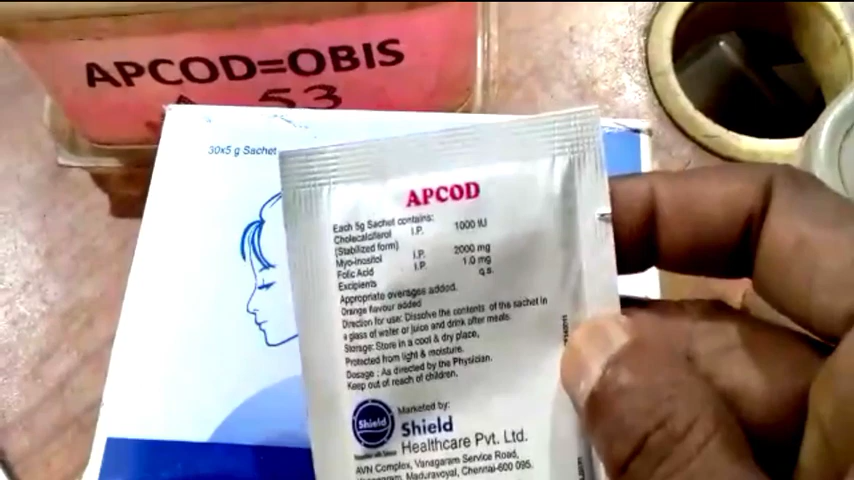 APCOD=OBIS
53
30x5 g Sachet
APCOD
Each 5g Sachet contains:
Cholecalciferol I.P. 1000 IU
(Stabilized form)
Myo-inositol I.P. 2000 mg
Folic Acid I.P. 1.0 mg
Excipients q.s.
Appropriate overages added.
Orange flavour added
Direction for use: Dissolve the contents of the sachet in
a glass of water or juice and drink after meals.
Storage: Store in a cool & dry place,
Protected from light & moisture.
Dosage : As directed by the Physician.
Keep out of reach of children.
Marketed by:
Shield
Shield
HealthCare Pvt. Ltd.
AVN Complex, Vanagaram Service Road,
Vanagaram, Maduravoyal, Chennai-600 095.